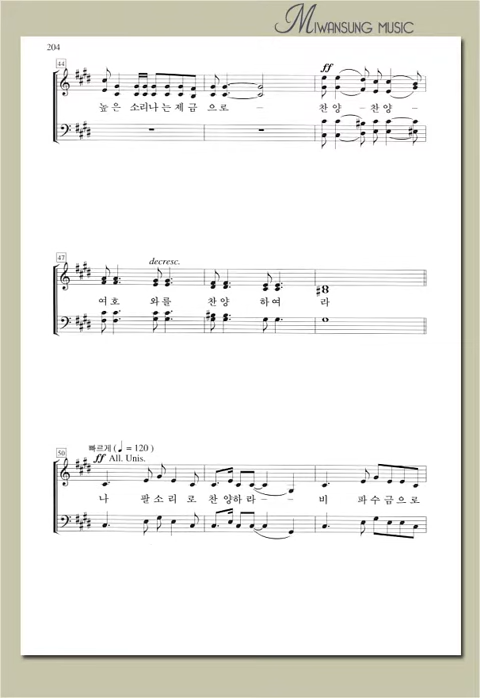 MIWANSUNG MUSIC
204
44
ff
높은 소리나는제금 으로 – 찬양 – 찬양 –
47
decresc.
여호 와를 찬양 하여 라
빠르게 (♩ = 120 )
50
ff All. Unis.
나 팔소리로 찬양하라 – – 비 파수금으로